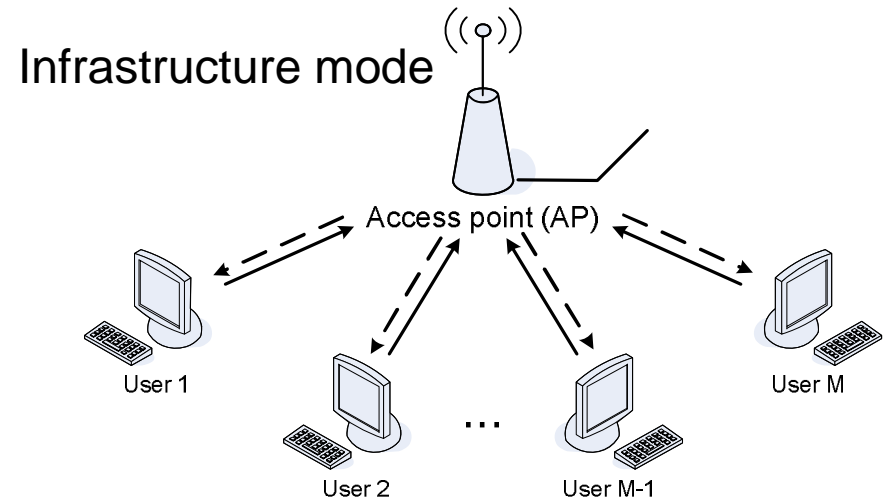 Infrastructure mode
Access point (AP)
User 1
User M
...
User 2
User M-1